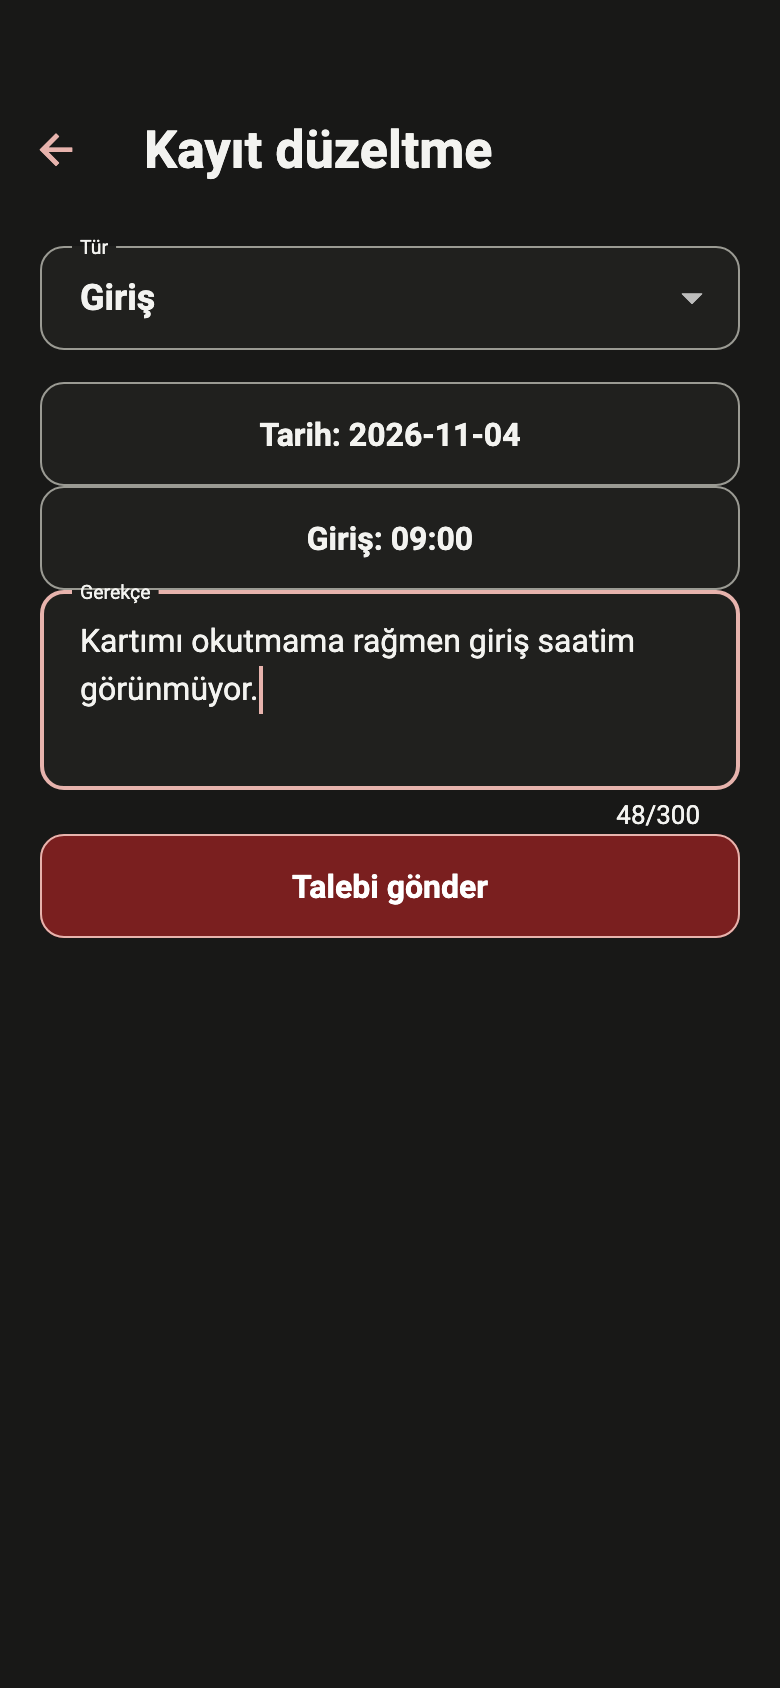 Kayıt düzeltme
Tür
Giriş
Tarih: 2026-11-04
Giriş: 09:00
Gerekçe
Kartımı okutmama rağmen giriş saatim
görünmüyor.
48/300
Talebi gönder